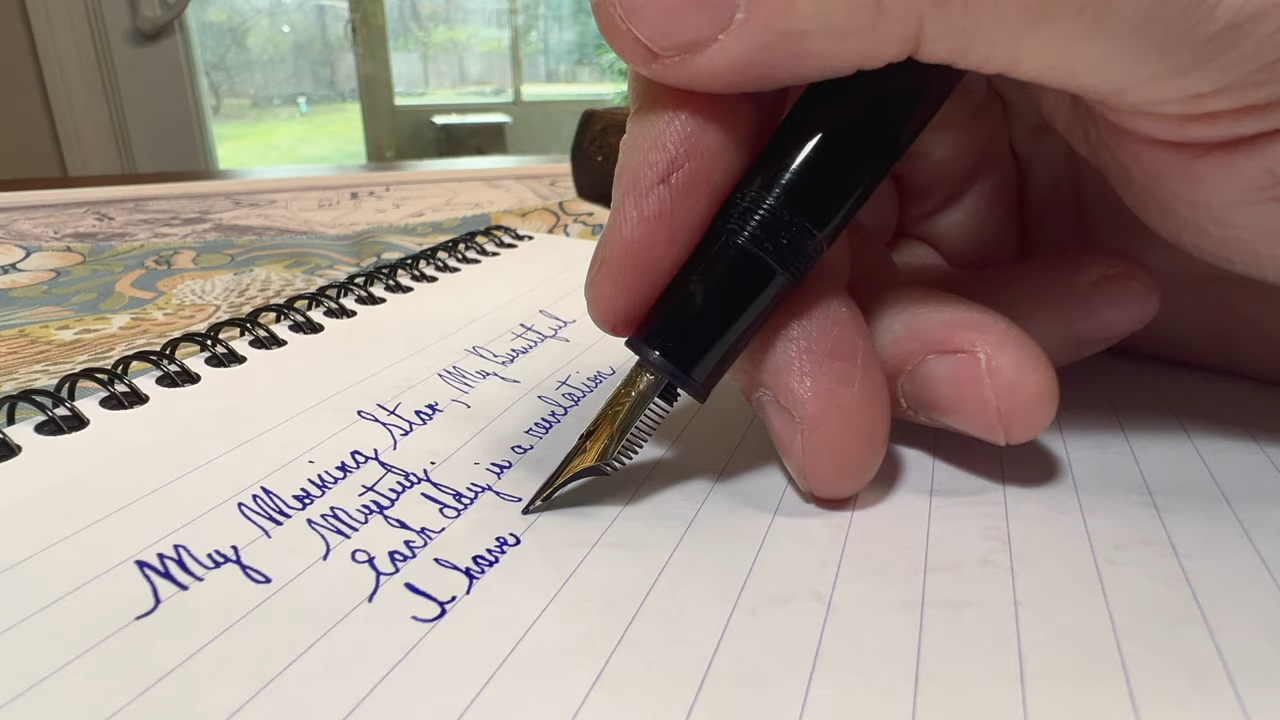 My Morning Star, My Beautiful
Mystery.
Each day is a revelation
I have